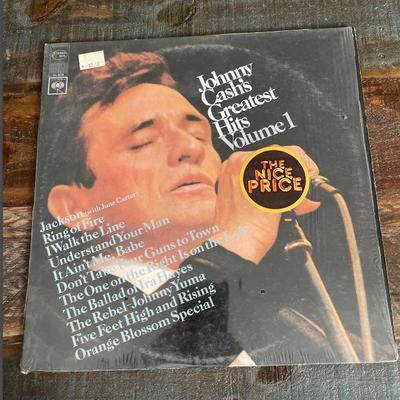 Johnny
Cash's
Greatest
Hits
Volume 1
THE
NICE
PRICE
Jackson (with June Carter)
Ring of Fire
I Walk the Line
Understand Your Man
It Ain't Me, Babe
Don't Take Your Guns to Town
The One on the Right Is on the Left
The Ballad of Ira Hayes
The Rebel-Johnny Yuma
Five Feet High and Rising
Orange Blossom Special